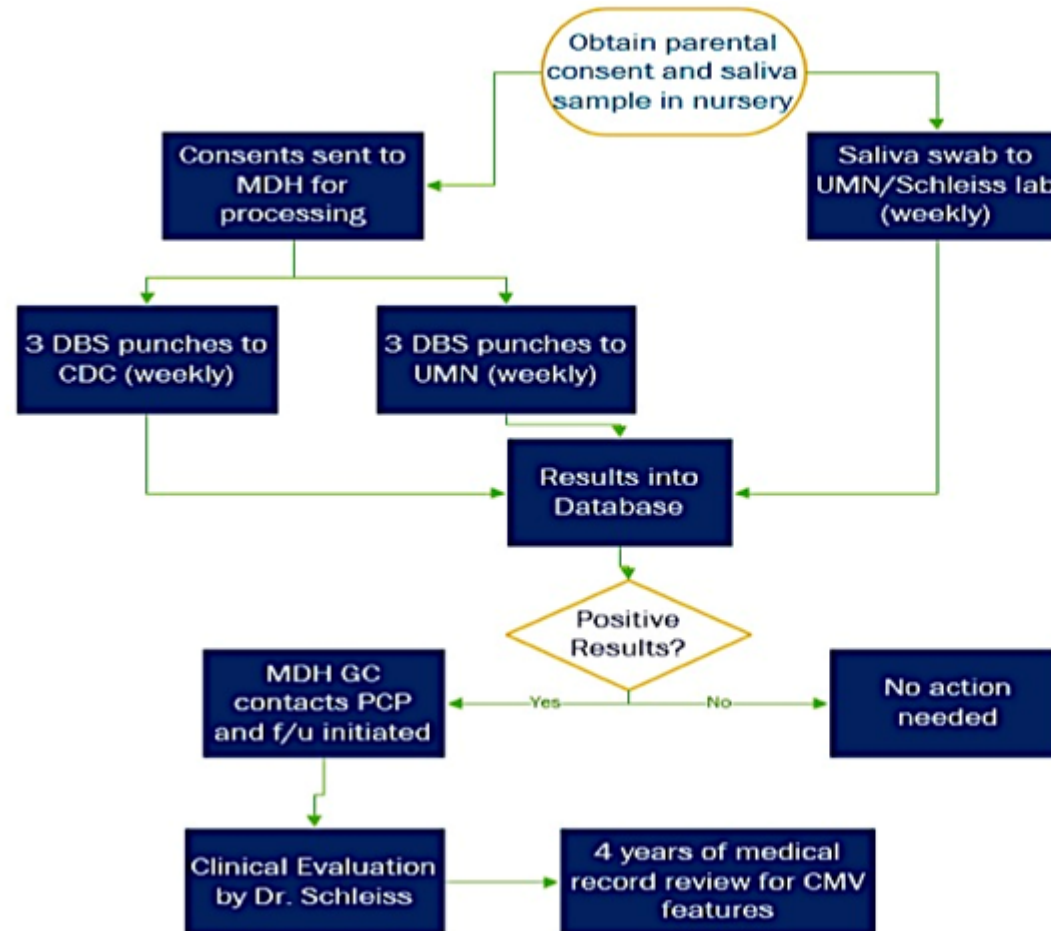 Obtain parental
consent and saliva
sample in nursery
Consents sent to
MDH for
processing
Saliva swab to
UMN/Schleiss lab
(weekly)
3 DBS punches to
CDC (weekly)
3 DBS punches to
UMN (weekly)
Results into
Database
Positive
Results?
Yes
No
MDH GC
contacts PCP
and f/u initiated
No action
needed
Clinical Evaluation
by Dr. Schleiss
4 years of medical
record review for CMV
features